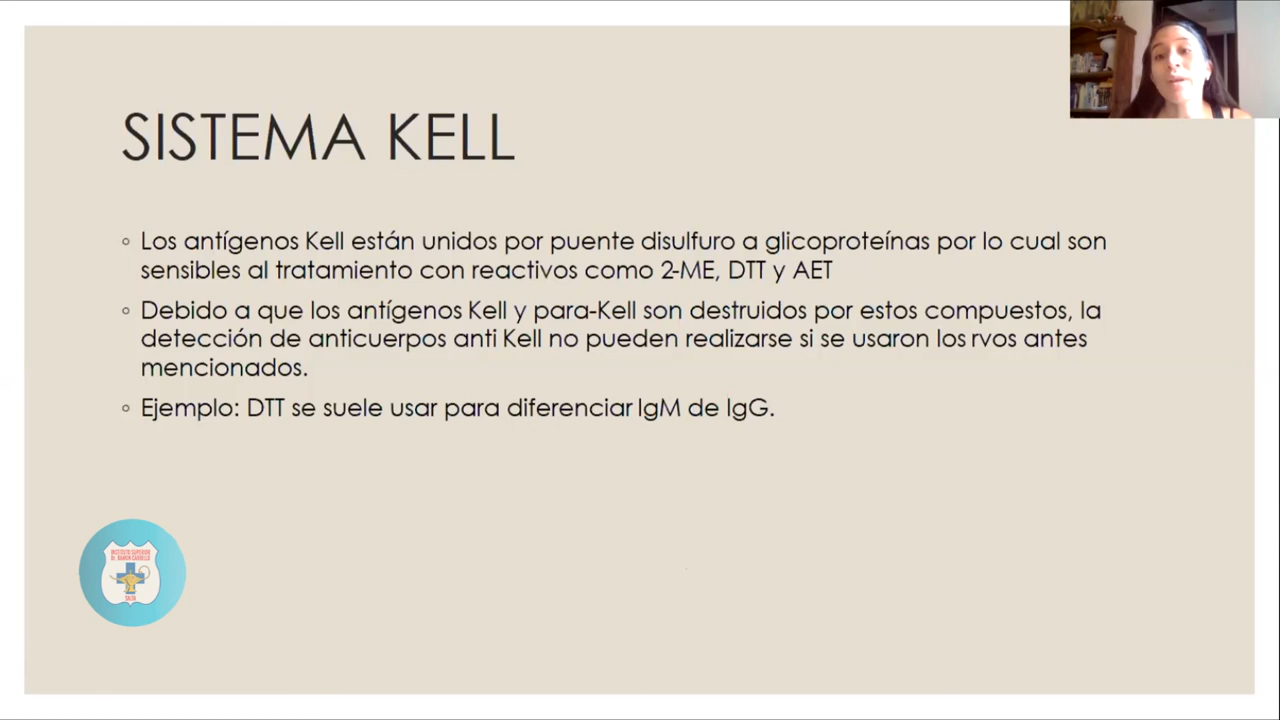 SISTEMA KELL
◦ Los antígenos Kell están unidos por puente disulfuro a glicoproteínas por lo cual son
sensibles al tratamiento con reactivos como 2-ME, DTT y AET
◦ Debido a que los antígenos Kell y para-Kell son destruidos por estos compuestos, la
detección de anticuerpos anti Kell no pueden realizarse si se usaron los rvos antes
mencionados.
◦ Ejemplo: DTT se suele usar para diferenciar IgM de IgG.
INSTITUTO SUPERIOR
SALTA